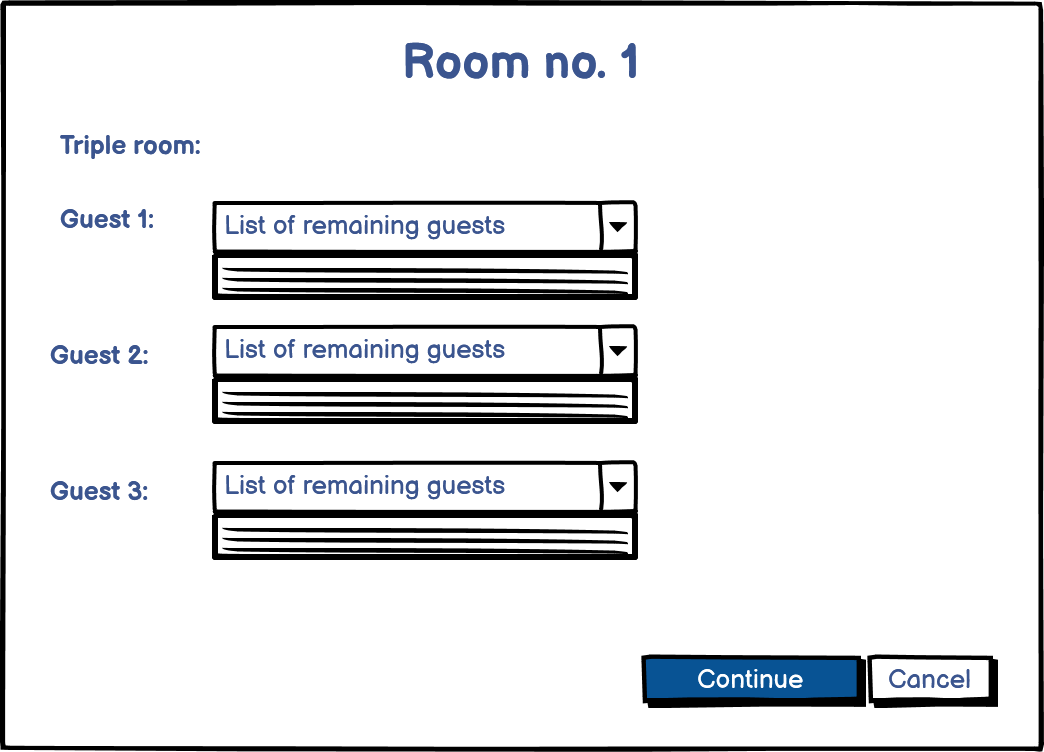 Room no. 1
Triple room:
Guest 1:
List of remaining guests
Guest 2:
List of remaining guests
Guest 3:
List of remaining guests
Continue
Cancel